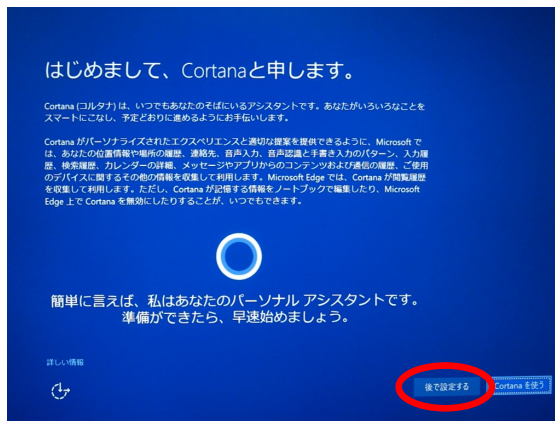 はじめまして、Cortanaと申します。
Cortana (コルタナ) は、いつでもあなたのそばにいるアシスタントです。あなたがいろいろなことを
スマートにこなし、予定どおりに進めるようにお手伝いします。
Cortana がパーソナライズされたエクスペリエンスと適切な提案を提供できるように、Microsoft で
は、あなたの位置情報や場所の履歴、連絡先、音声入力、音声認識と手書き入力のパターン、入力履
歴、検索履歴、カレンダーの詳細、メッセージやアプリからのコンテンツおよび通信の履歴、ご使用
のデバイスに関するその他の情報を収集して利用します。Microsoft Edge では、Cortana が閲覧履歴
を収集して利用します。ただし、Cortana が記憶する情報をノートブックで編集したり、Microsoft
Edge 上で Cortana を無効にしたりすることが、いつでもできます。
簡単に言えば、私はあなたのパーソナル アシスタントです。
準備ができたら、早速始めましょう。
詳しい情報
後で設定する
Cortana を使う